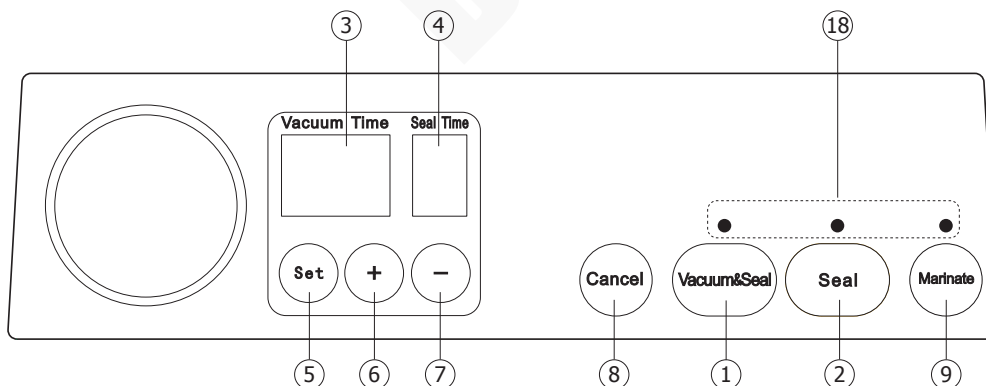 3 4 18
Vacuum Time Seal Time
Set + −
Cancel Vacuum&Seal Seal Marinate
5 6 7 8 1 2 9